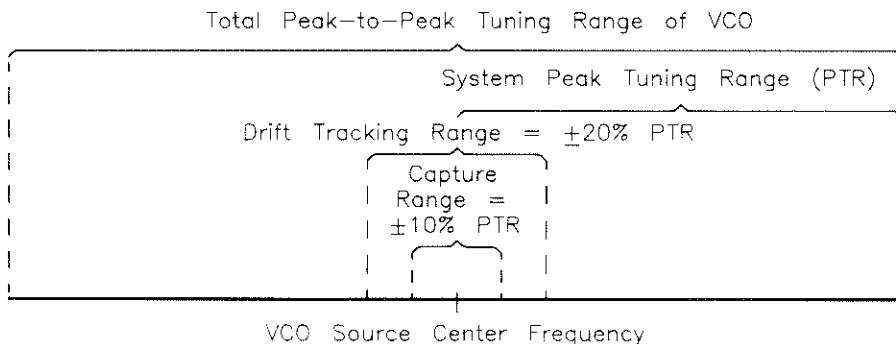 Total Peak-to-Peak Tuning Range of VCO
System Peak Tuning Range (PTR)
Drift Tracking Range = ±20% PTR
Capture
Range =
±10% PTR
VCO Source Center Frequency